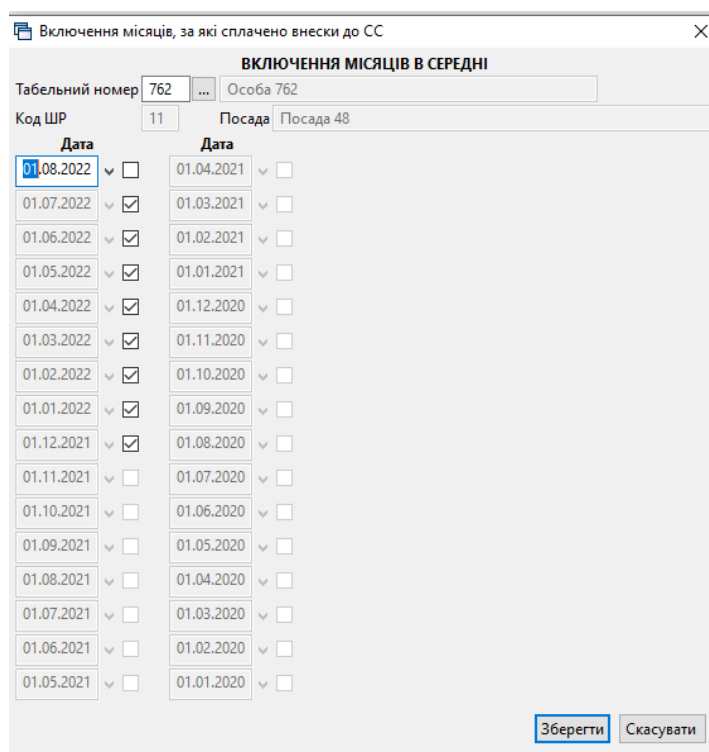 Включення місяців, за які сплачено внески до СС
ВКЛЮЧЕННЯ МІСЯЦІВ В СЕРЕДНІ
Табельний номер 762 ... Особа 762
Код ШР 11 Посада Посада 48
Дата Дата
01.08.2022 01.04.2021
01.07.2022 01.03.2021
01.06.2022 01.02.2021
01.05.2022 01.01.2021
01.04.2022 01.12.2020
01.03.2022 01.11.2020
01.02.2022 01.10.2020
01.01.2022 01.09.2020
01.12.2021 01.08.2020
01.11.2021 01.07.2020
01.10.2021 01.06.2020
01.09.2021 01.05.2020
01.08.2021 01.04.2020
01.07.2021 01.03.2020
01.06.2021 01.02.2020
01.05.2021 01.01.2020
Зберегти Скасувати